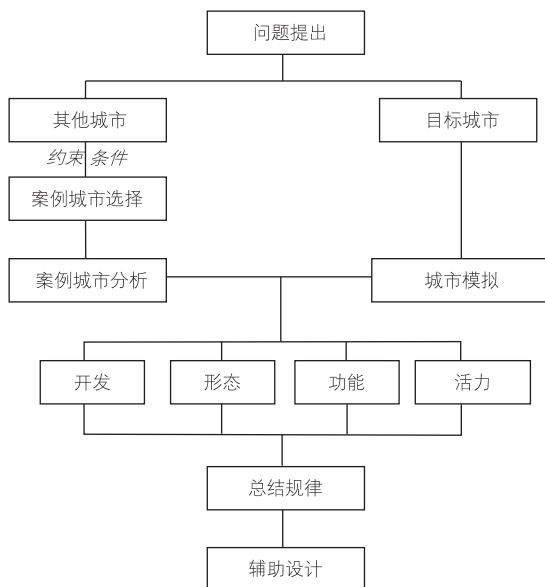 问题提出
其他城市
目标城市
约束 条件
案例城市选择
案例城市分析
城市模拟
开发
形态
功能
活力
总结规律
辅助设计